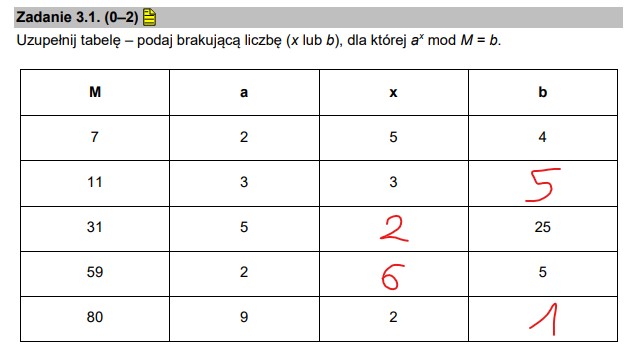 Zadanie 3.1. (0–2)
Uzupełnij tabelę – podaj brakującą liczbę (x lub b), dla której aˣ mod M = b.
M a x b
7 2 5 4
11 3 3 5
31 5 2 25
59 2 6 5
80 9 2 1